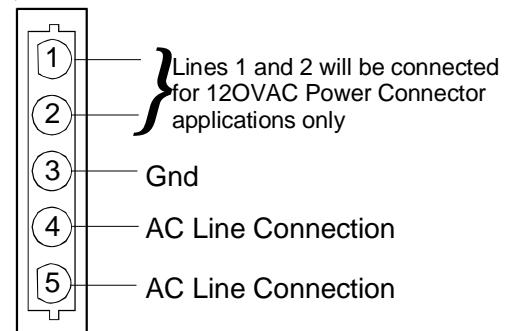 1
Lines 1 and 2 will be connected
for 12OVAC Power Connector
2
applications only
3
Gnd
4
AC Line Connection
5
AC Line Connection